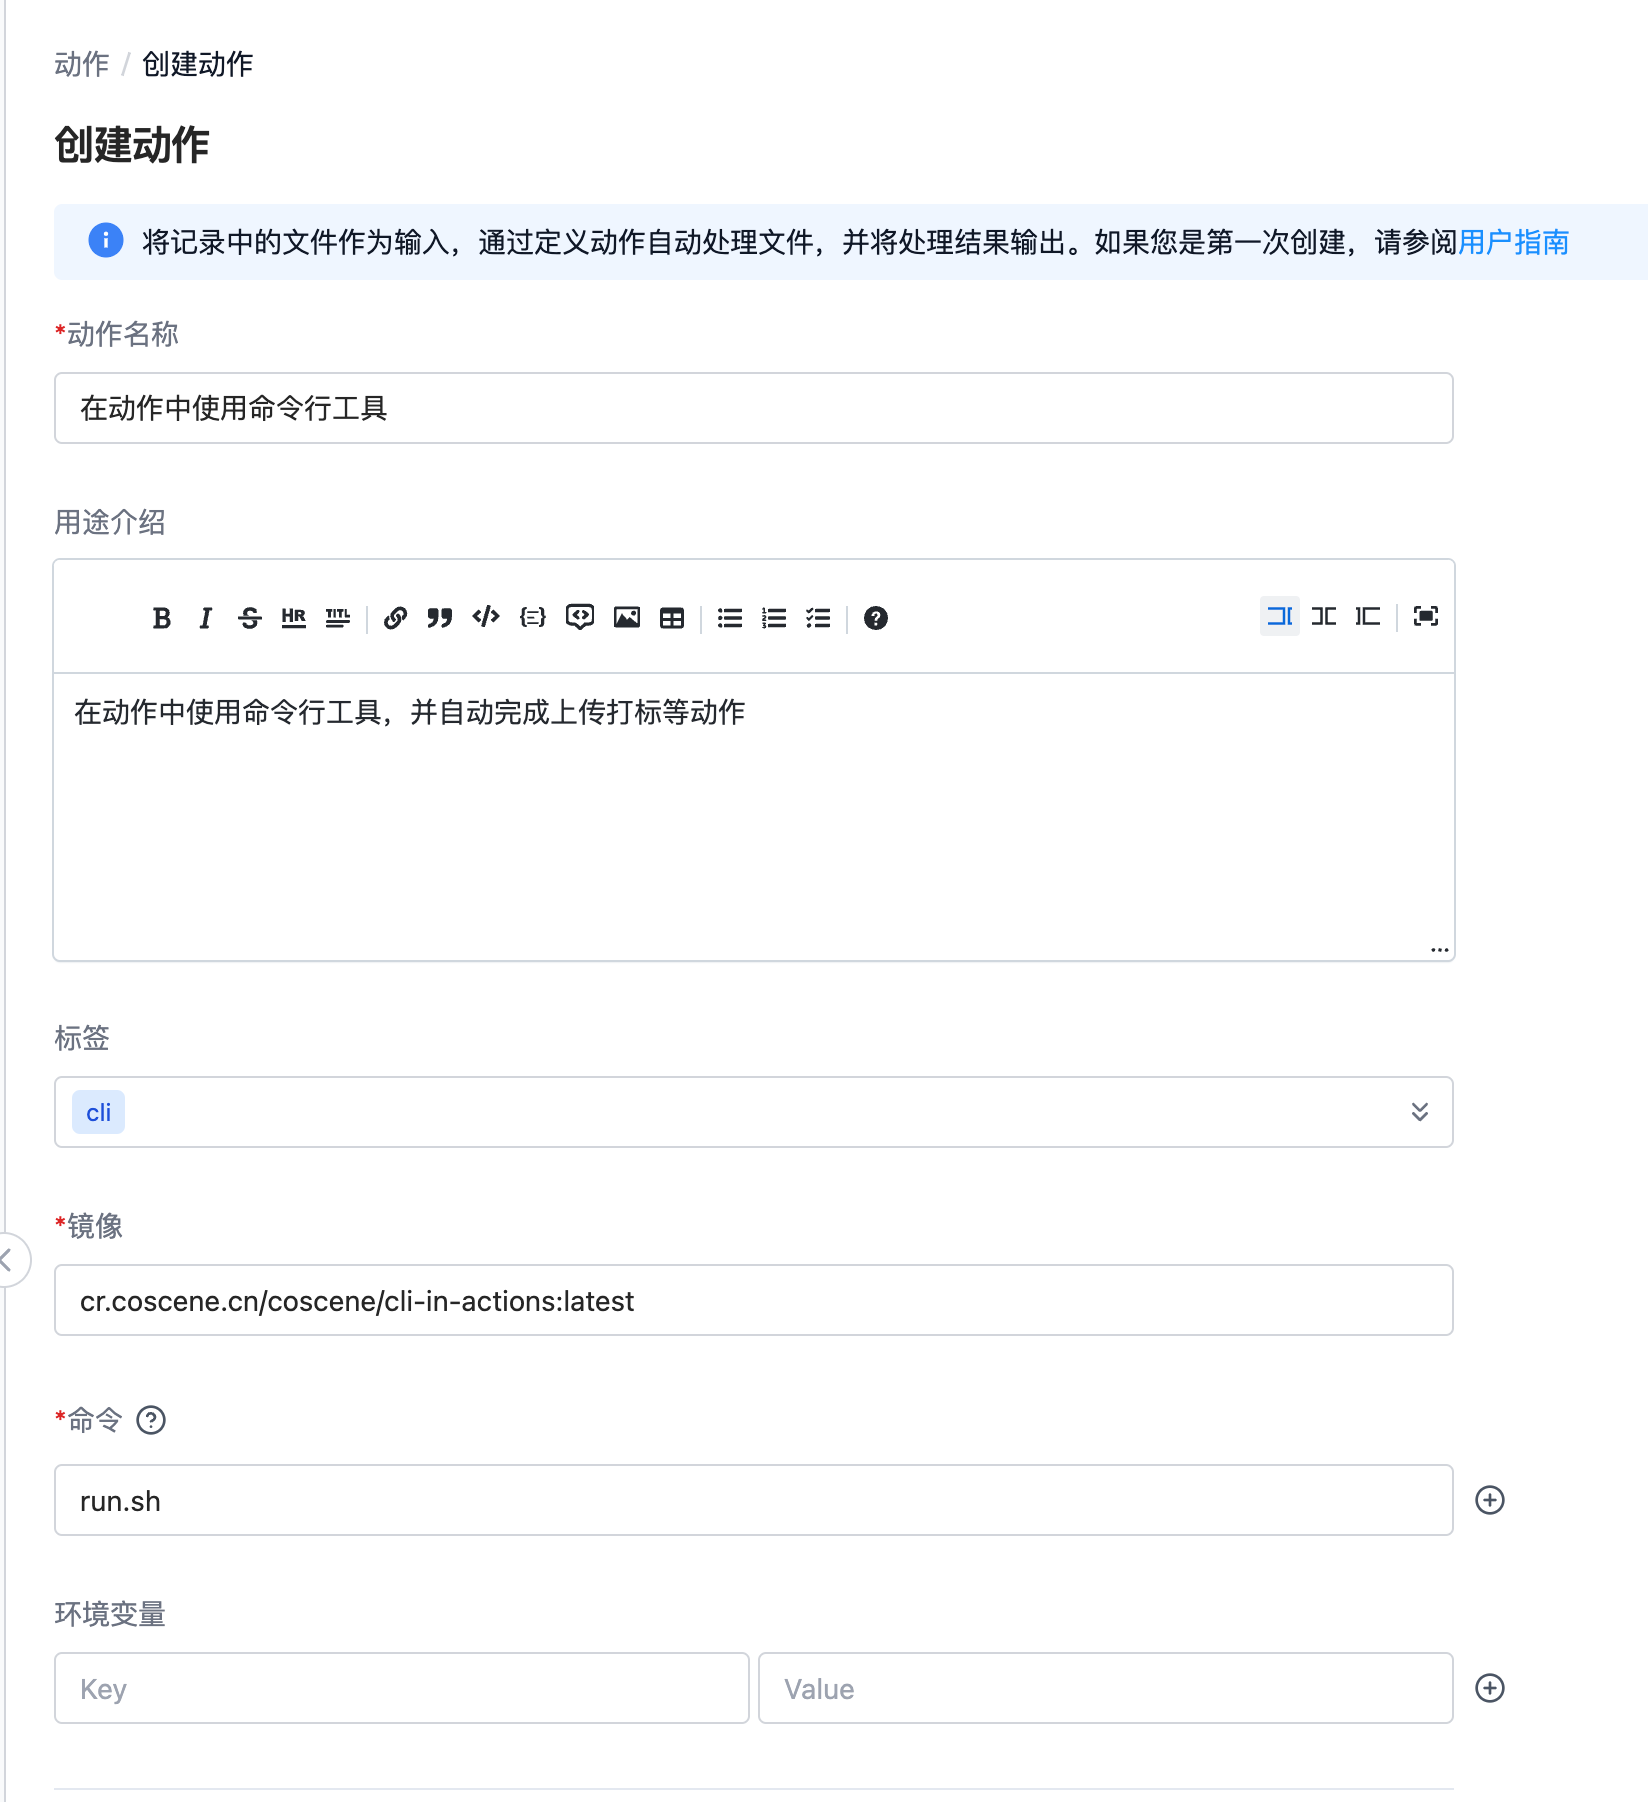 动作 / 创建动作
创建动作
将记录中的文件作为输入，通过定义动作自动处理文件，并将处理结果输出。如果您是第一次创建，请参阅用户指南
*动作名称
在动作中使用命令行工具
用途介绍
B I S HR TITL
在动作中使用命令行工具，并自动完成上传打标等动作
标签
cli
*镜像
cr.coscene.cn/coscene/cli-in-actions:latest
*命令
run.sh
环境变量
Key Value